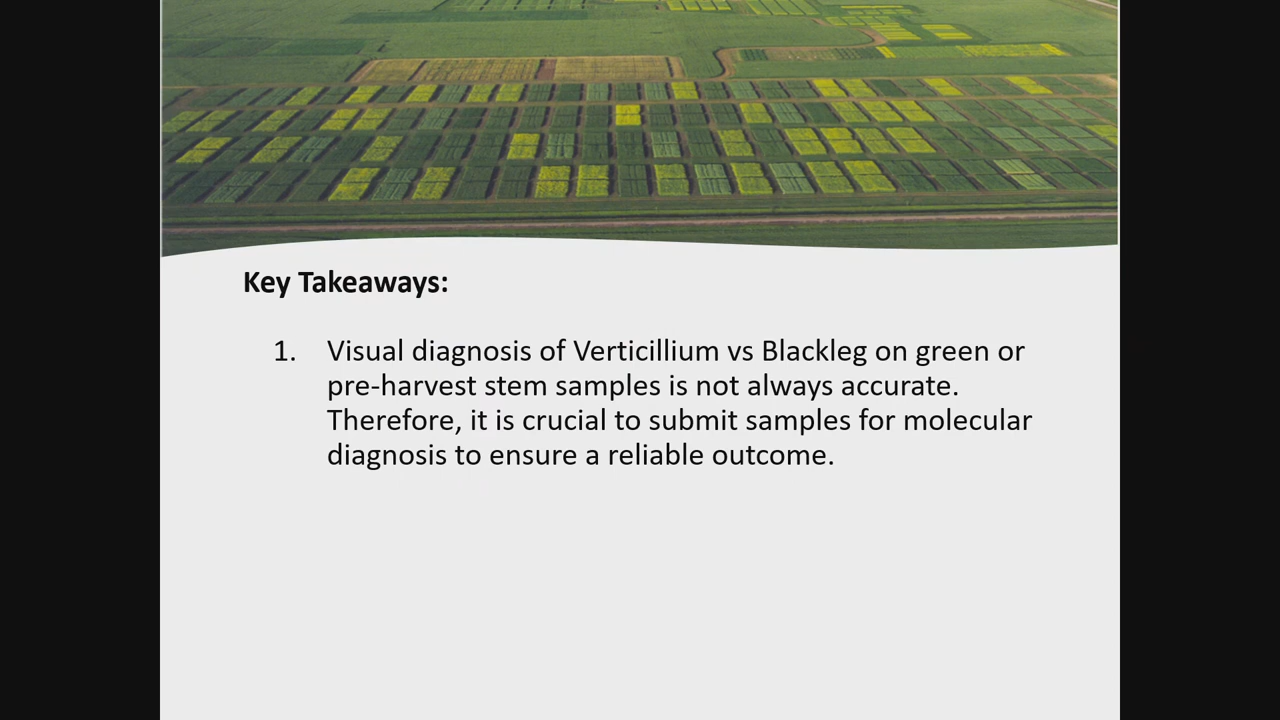 Key Takeaways:
1. Visual diagnosis of Verticillium vs Blackleg on green or
pre-harvest stem samples is not always accurate.
Therefore, it is crucial to submit samples for molecular
diagnosis to ensure a reliable outcome.